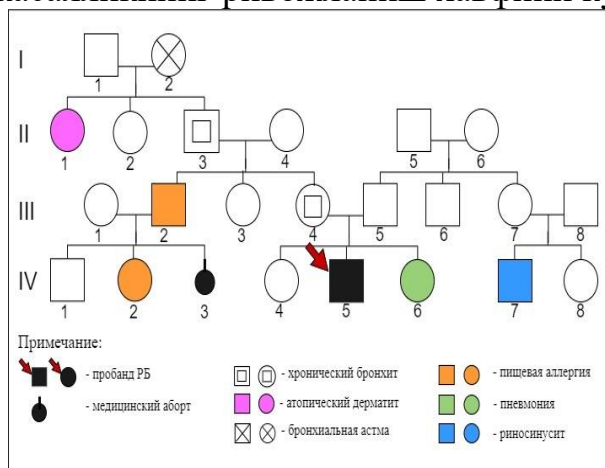 I
1 2
II
1 2 3 4 5 6
III
1 2 3 4 5 6 7 8
IV
1 2 3 4 5 6 7 8
Примечание:
- пробанд РБ
- медицинский аборт
- хронический бронхит
- атопический дерматит
- бронхиальная астма
- пищевая аллергия
- пневмония
- риносинусит